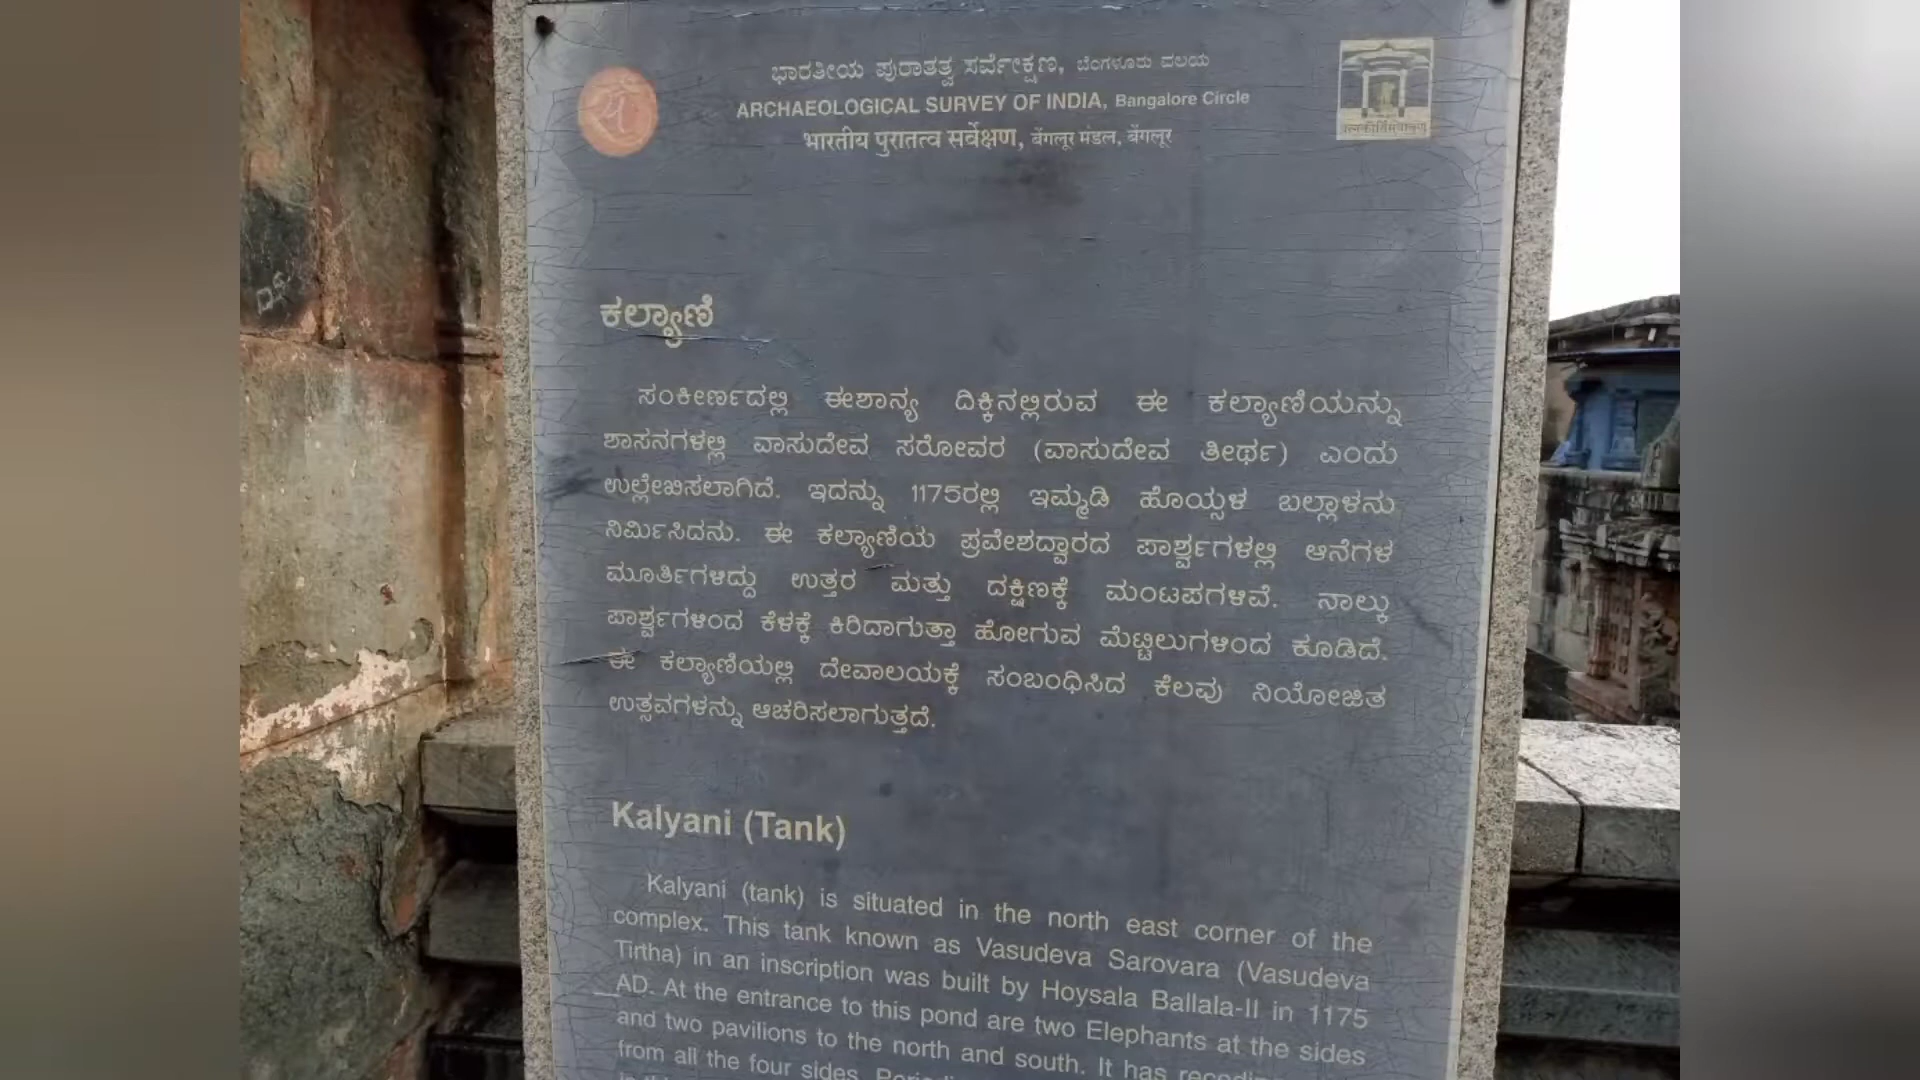 ಭಾರತೀಯ ಪುರಾತತ್ವ ಸರ್ವೇಕ್ಷಣ, ಬೆಂಗಳೂರು ವಲಯ
ARCHAEOLOGICAL SURVEY OF INDIA, Bangalore Circle
भारतीय पुरातत्व सर्वेक्षण, बेंगलूर मंडल, बेंगलूर
ಕಲ್ಯಾಣಿ
ಸಂಕೀರ್ಣದಲ್ಲಿ ಈಶಾನ್ಯ ದಿಕ್ಕಿನಲ್ಲಿರುವ ಈ ಕಲ್ಯಾಣಿಯನ್ನು
ಶಾಸನಗಳಲ್ಲಿ ವಾಸುದೇವ ಸರೋವರ (ವಾಸುದೇವ ತೀರ್ಥ) ಎಂದು
ಉಲ್ಲೇಖಿಸಲಾಗಿದೆ. ಇದನ್ನು 1175ರಲ್ಲಿ ಇಮ್ಮಡಿ ಹೊಯ್ಸಳ ಬಲ್ಲಾಳನು
ನಿರ್ಮಿಸಿದನು. ಈ ಕಲ್ಯಾಣಿಯ ಪ್ರವೇಶದ್ವಾರದ ಪಾರ್ಶ್ವಗಳಲ್ಲಿ ಆನೆಗಳ
ಮೂರ್ತಿಗಳಿದ್ದು ಉತ್ತರ ಮತ್ತು ದಕ್ಷಿಣಕ್ಕೆ ಮಂಟಪಗಳಿವೆ. ನಾಲ್ಕು
ಪಾರ್ಶ್ವಗಳಿಂದ ಕೆಳಕ್ಕೆ ಕಿರಿದಾಗುತ್ತಾ ಹೋಗುವ ಮೆಟ್ಟಿಲುಗಳಿಂದ ಕೂಡಿದೆ.
ಈ ಕಲ್ಯಾಣಿಯಲ್ಲಿ ದೇವಾಲಯಕ್ಕೆ ಸಂಬಂಧಿಸಿದ ಕೆಲವು ನಿಯೋಜಿತ
ಉತ್ಸವಗಳನ್ನು ಆಚರಿಸಲಾಗುತ್ತದೆ.
Kalyani (Tank)
Kalyani (tank) is situated in the north east corner of the
complex. This tank known as Vasudeva Sarovara (Vasudeva
Tirtha) in an inscription was built by Hoysala Ballala-II in 1175
AD. At the entrance to this pond are two Elephants at the sides
and two pavilions to the north and south. It has
from all the four sides.